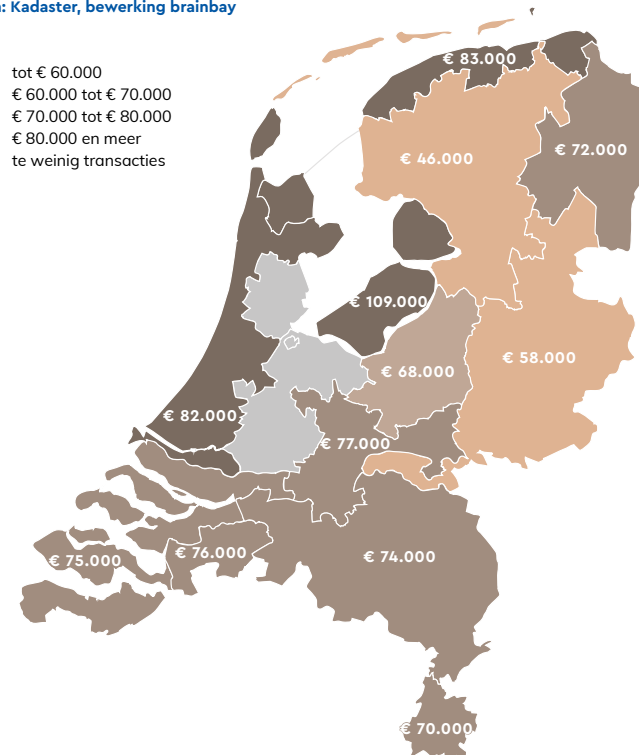 : Kadaster, bewerking brainbay
tot € 60.000
€ 60.000 tot € 70.000
€ 70.000 tot € 80.000
€ 80.000 en meer
te weinig transacties
€ 83.000
€ 46.000
€ 72.000
€ 109.000
€ 58.000
€ 68.000
€ 82.000
€ 77.000
€ 76.000
€ 74.000
€ 75.000
€ 70.000